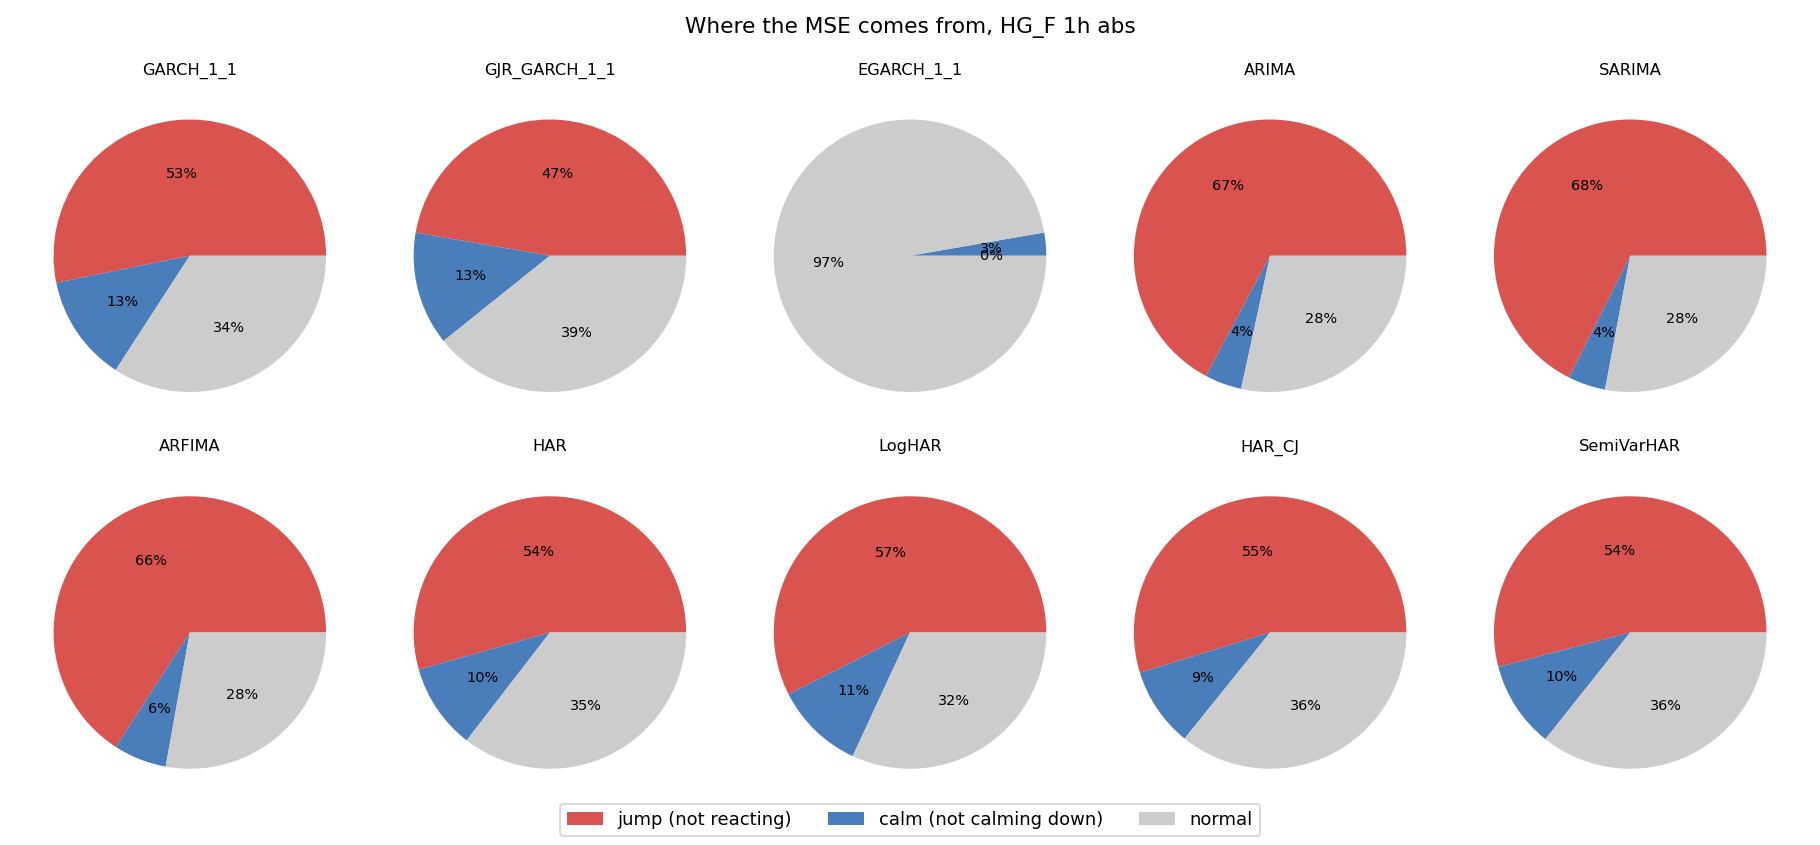 Where the MSE comes from, HG_F 1h abs
GARCH_1_1
GJR_GARCH_1_1
EGARCH_1_1
ARIMA
SARIMA
53%
13%
34%
47%
13%
39%
3%
0%
97%
67%
4%
28%
68%
4%
28%
ARFIMA
HAR
LogHAR
HAR_CJ
SemiVarHAR
66%
6%
28%
54%
10%
35%
57%
11%
32%
55%
9%
36%
54%
10%
36%
jump (not reacting)
calm (not calming down)
normal